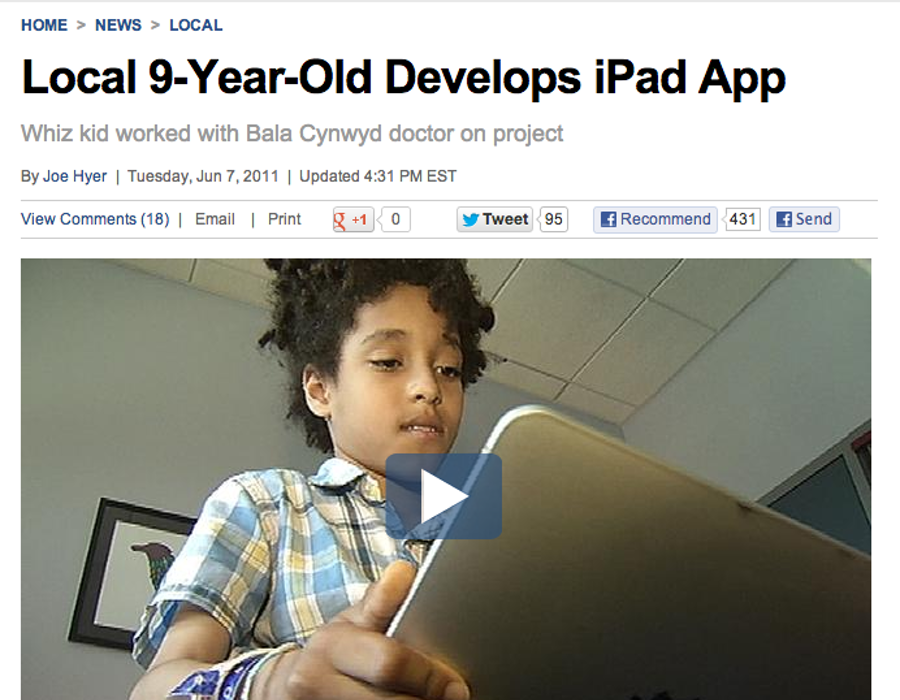 HOME > NEWS > LOCAL
Local 9-Year-Old Develops iPad App
Whiz kid worked with Bala Cynwyd doctor on project
By Joe Hyer | Tuesday, Jun 7, 2011 | Updated 4:31 PM EST
View Comments (18) | Email | Print g +1 0 Tweet 95 f Recommend 431 f Send